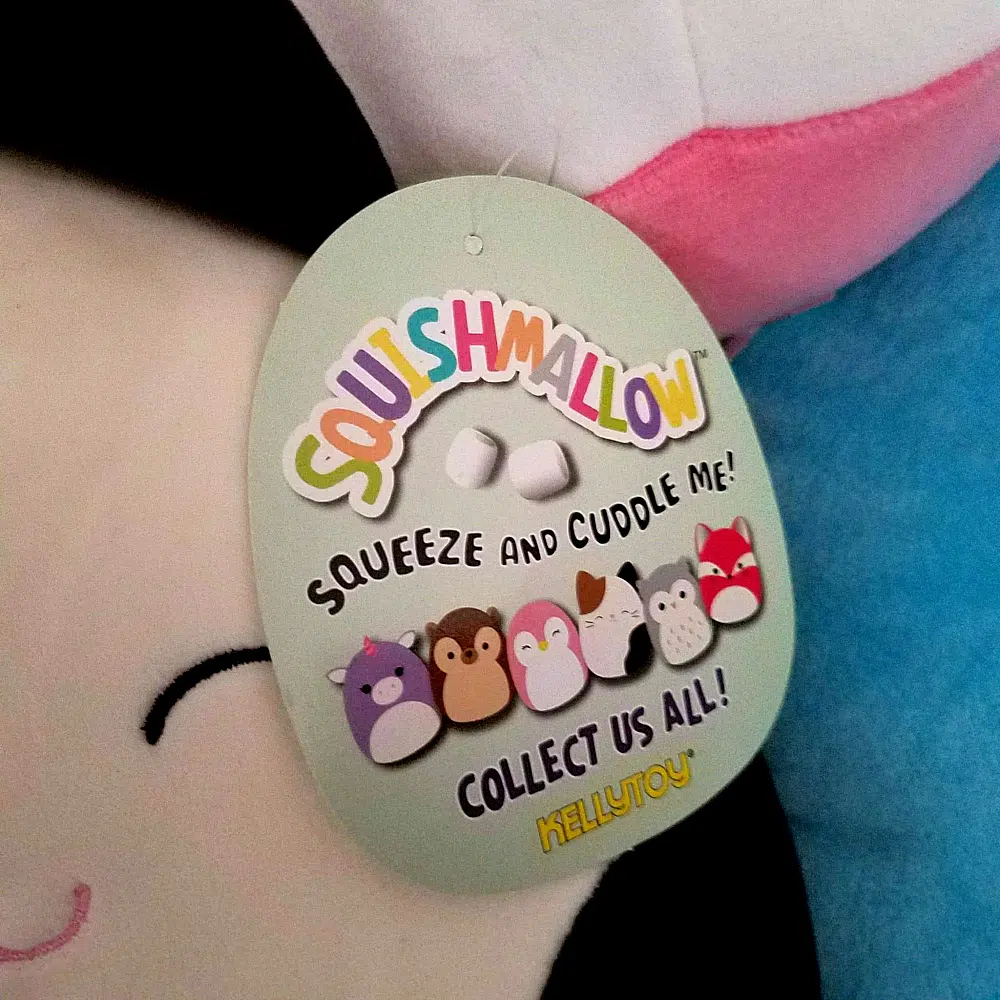 SQUISHMALLOW™
SQUEEZE AND CUDDLE ME!
COLLECT US ALL!
KELLYTOY®